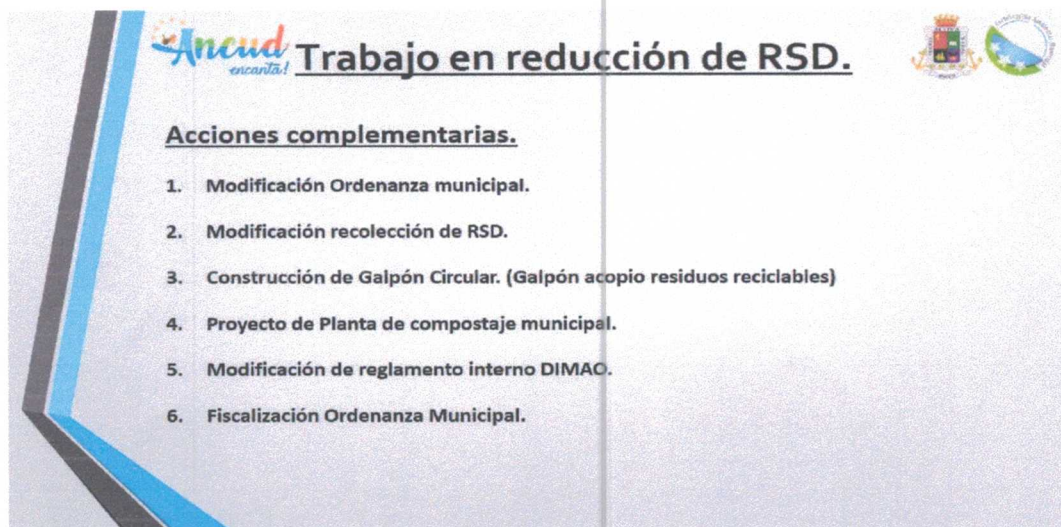 Ancud
encanta!
Trabajo en reducción de RSD.
Acciones complementarias.
1. Modificación Ordenanza municipal.
2. Modificación recolección de RSD.
3. Construcción de Galpón Circular. (Galpón acopio residuos reciclables)
4. Proyecto de Planta de compostaje municipal.
5. Modificación de reglamento interno DIMAO.
6. Fiscalización Ordenanza Municipal.